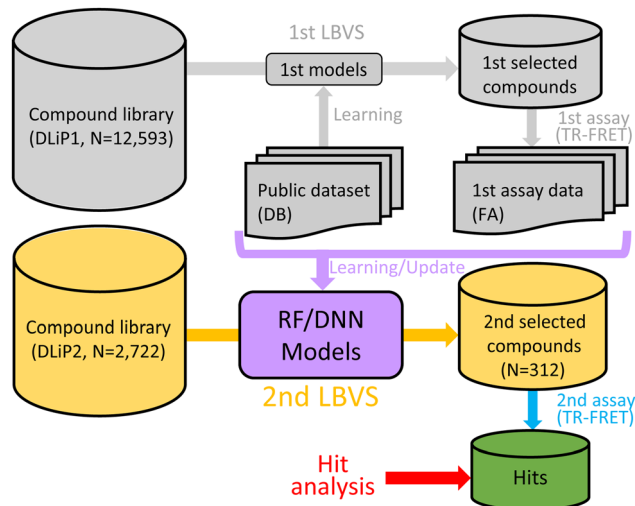 1st LBVS
1st models
Compound library
(DLiP1, N=12,593)
1st selected
compounds
Learning
1st assay
(TR-FRET)
Public dataset
(DB)
1st assay data
(FA)
Learning/Update
Compound library
(DLiP2, N=2,722)
RF/DNN
Models
2nd LBVS
2nd selected
compounds
(N=312)
2nd assay
(TR-FRET)
Hit
analysis
Hits